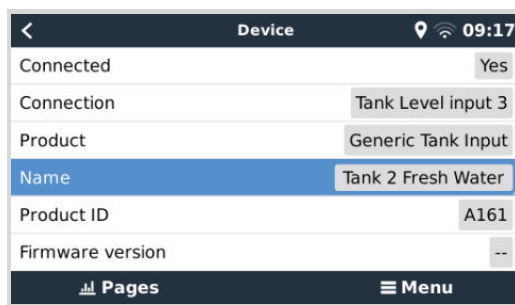 Device 09:17
Connected Yes
Connection Tank Level input 3
Product Generic Tank Input
Name Tank 2 Fresh Water
Product ID A161
Firmware version --
Pages Menu